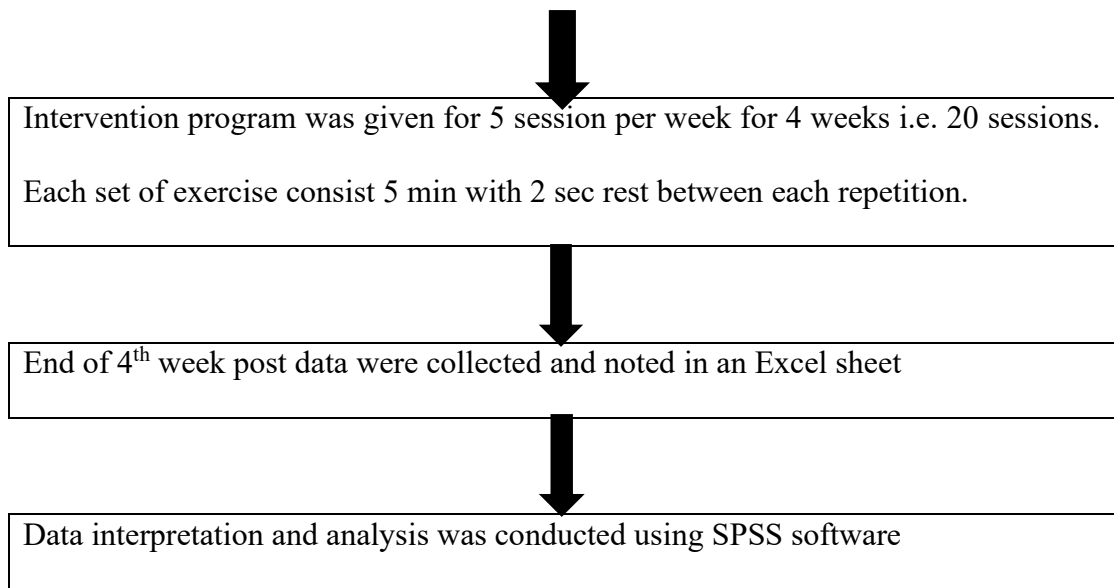 Intervention program was given for 5 session per week for 4 weeks i.e. 20 sessions.
Each set of exercise consist 5 min with 2 sec rest between each repetition.
End of 4th week post data were collected and noted in an Excel sheet
Data interpretation and analysis was conducted using SPSS software